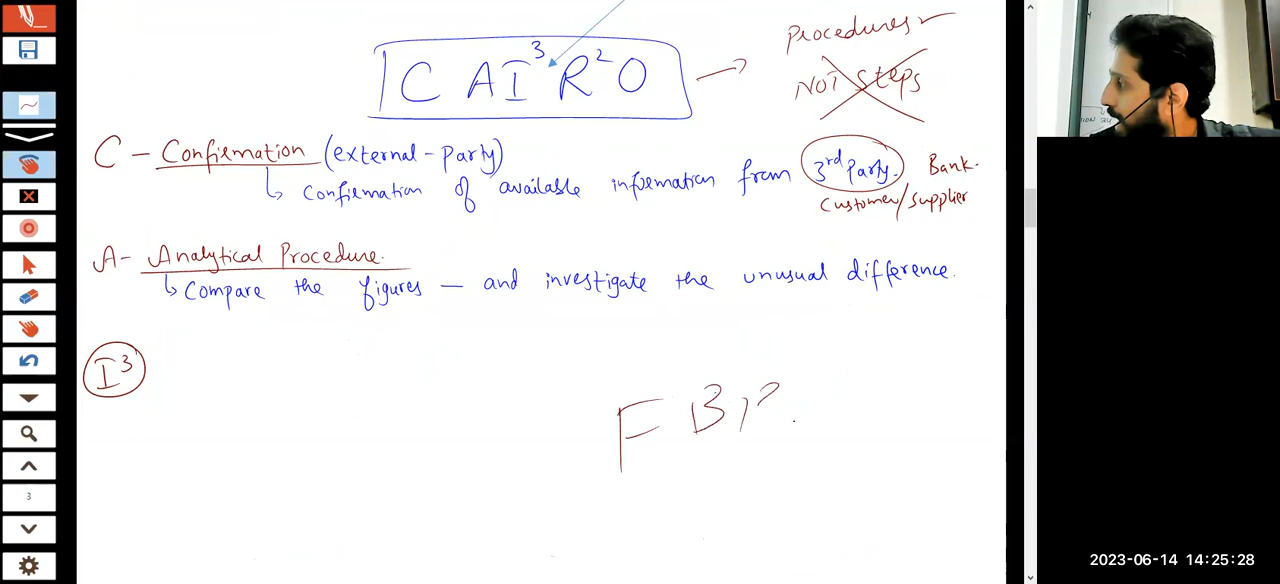 C A I³ R² O
Procedures
NOT Steps
C - Confirmation (external-Party)
Confirmation of available information from 3rd Party. Bank.
Customer/Supplier
A- Analytical Procedure.
Compare the figures — and investigate the unusual difference.
I³
F B
3
2023-06-14 14:25:28